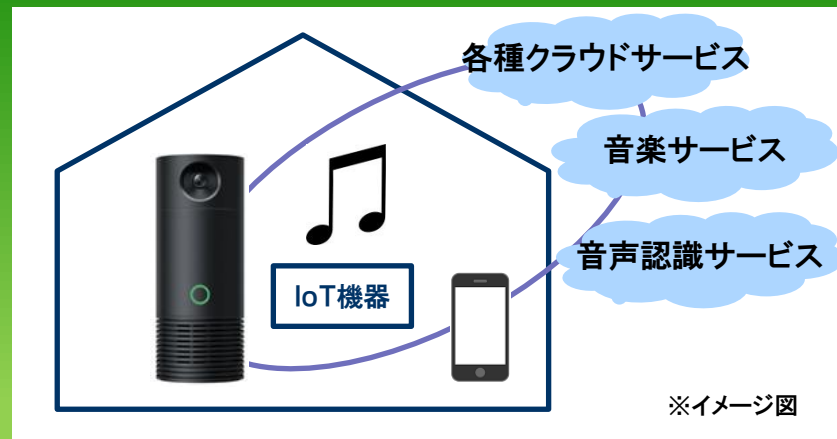 各種クラウドサービス
音楽サービス
音声認識サービス
IoT機器
※イメージ図